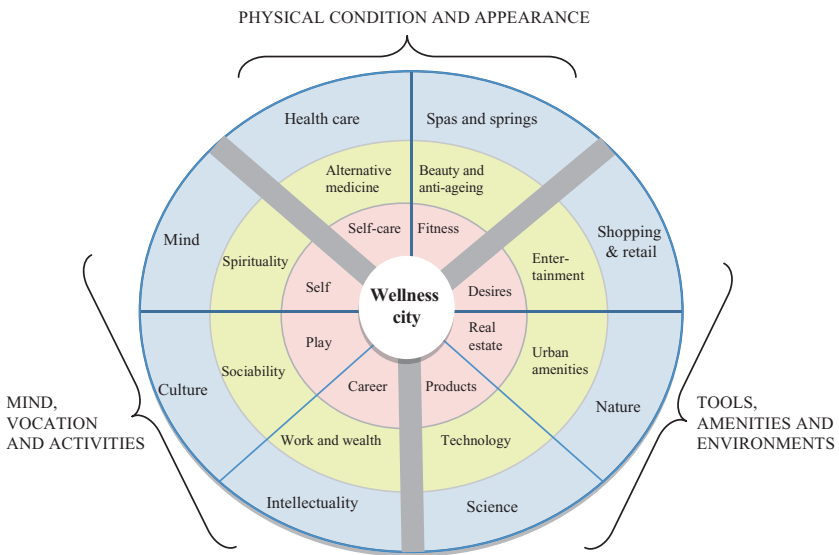 PHYSICAL CONDITION AND APPEARANCE
Health care
Spas and springs
Alternative
medicine
Beauty and
anti-ageing
Self-care
Fitness
Mind
Spirituality
Self
Wellness
city
Desires
Enter-
tainment
Shopping
& retail
Culture
Sociability
Play
Career
Products
Real
estate
Urban
amenities
Nature
Work and wealth
Technology
Intellectuality
Science
MIND,
VOCATION
AND ACTIVITIES
TOOLS,
AMENITIES AND
ENVIRONMENTS